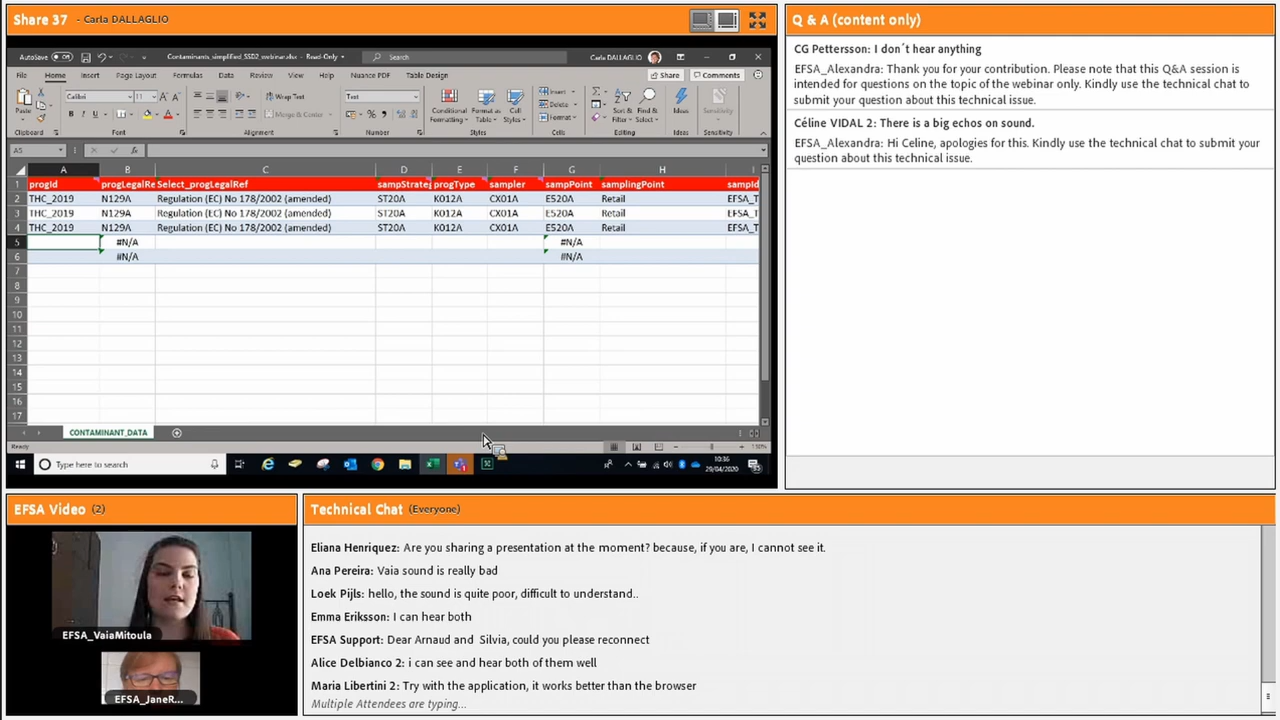 Share 37 - Carla DALLAGLIO
AutoSave Off Contaminants_simplified_SSD2_webinar.xlsx - Read-Only Search Carla DALLAGLIO
File Home Insert Page Layout Formulas Data Review View Help Nuance PDF Table Design Share Comments
Calibri 11 Wrap Text Text Insert
Paste Merge & Center Conditional Formatting Format as Table Cell Styles Delete Format Sort & Filter Find & Select Ideas Sensitivity
Clipboard Font Alignment Number Styles Cells Editing Ideas Sensitivity
A5
A B C D E F G H I
1 progId progLegalRe Select_progLegalRef sampStrateg progType sampler sampPoint samplingPoint sampId
2 THC_2019 N129A Regulation (EC) No 178/2002 (amended) ST20A K012A CX01A E520A Retail EFSA_T
3 THC_2019 N129A Regulation (EC) No 178/2002 (amended) ST20A K012A CX01A E520A Retail EFSA_T
4 THC_2019 N129A Regulation (EC) No 178/2002 (amended) ST20A K012A CX01A E520A Retail EFSA_T
5 #N/A #N/A
6 #N/A #N/A
7
8
9
10
11
12
13
14
15
16
17
CONTAMINANT_DATA
Ready
Type here to search 10:36
29/04/2020
Q & A (content only)
CG Pettersson: I don´t hear anything
EFSA_Alexandra: Thank you for your contribution. Please note that this Q&A session is
intended for questions on the topic of the webinar only. Kindly use the technical chat to
submit your question about this technical issue.
Céline VIDAL 2: There is a big echos on sound.
EFSA_Alexandra: Hi Celine, apologies for this. Kindly use the technical chat to submit your
question about this technical issue.
EFSA Video (2)
EFSA_VaiaMitoula
EFSA_JaneR...
Technical Chat (Everyone)
Eliana Henriquez: Are you sharing a presentation at the moment? because, if you are, I cannot see it.
Ana Pereira: Vaia sound is really bad
Loek Pijls: hello, the sound is quite poor, difficult to understand..
Emma Eriksson: I can hear both
EFSA Support: Dear Arnaud and Silvia, could you please reconnect
Alice Delbianco 2: i can see and hear both of them well
Maria Libertini 2: Try with the application, it works better than the browser
Multiple Attendees are typing...